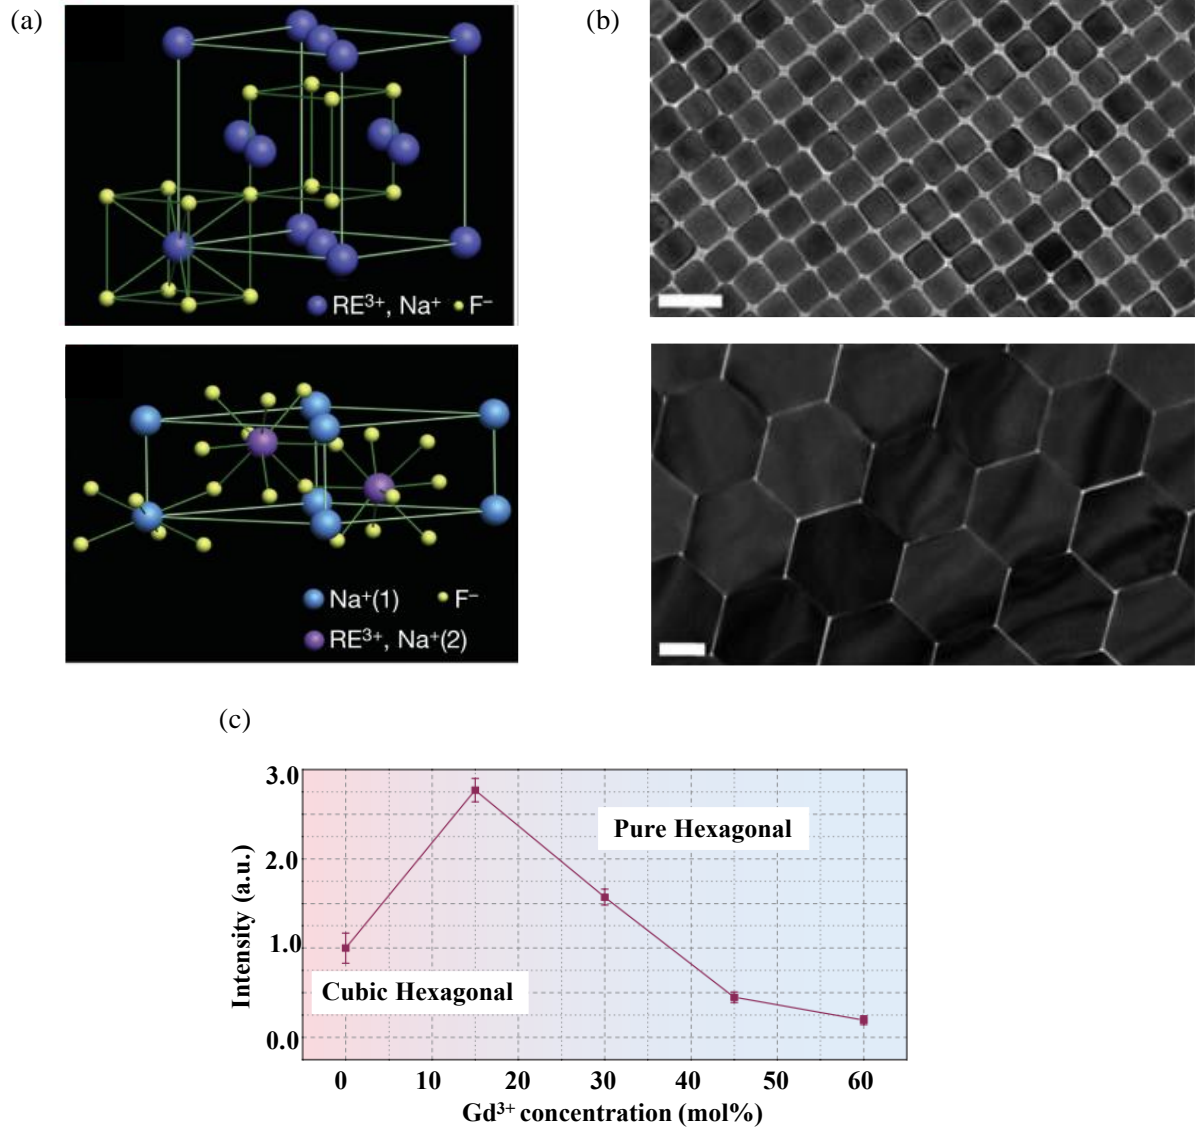 (a)
(b)
RE³⁺, Na⁺ F⁻
Na⁺(1) F⁻
RE³⁺, Na⁺(2)
(c)
3.0
2.0
1.0
0.0
Intensity (a.u.)
Pure Hexagonal
Cubic Hexagonal
0 10 20 30 40 50 60
Gd³⁺ concentration (mol%)